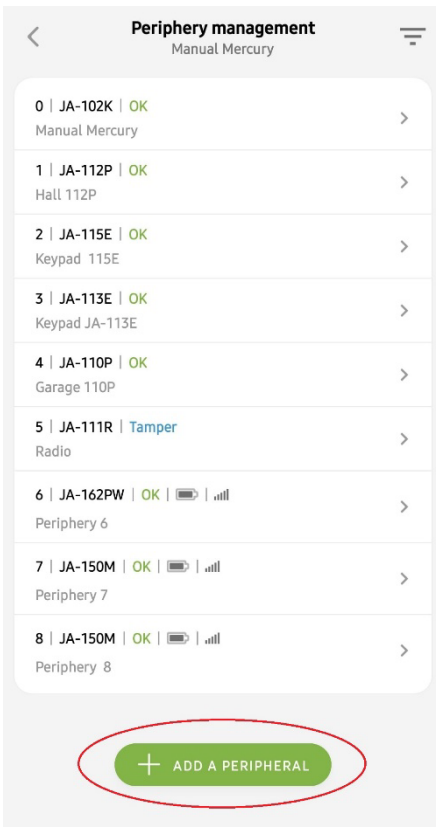 Periphery management
Manual Mercury
0 | JA-102K | OK
Manual Mercury
1 | JA-112P | OK
Hall 112P
2 | JA-115E | OK
Keypad 115E
3 | JA-113E | OK
Keypad JA-113E
4 | JA-110P | OK
Garage 110P
5 | JA-111R | Tamper
Radio
6 | JA-162PW | OK
Periphery 6
7 | JA-150M | OK
Periphery 7
8 | JA-150M | OK
Periphery 8
ADD A PERIPHERAL